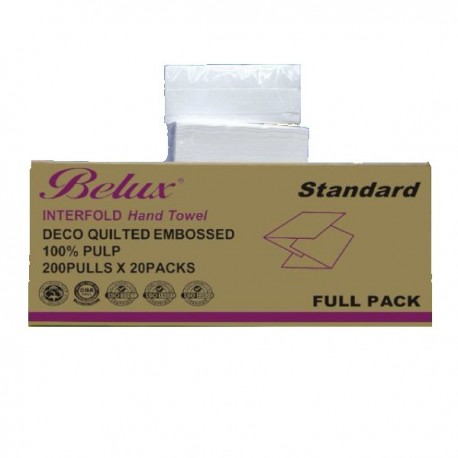 Belux®
Standard
INTERFOLD Hand Towel
DECO QUILTED EMBOSSED
100% PULP
200PULLS X 20PACKS
FULL PACK